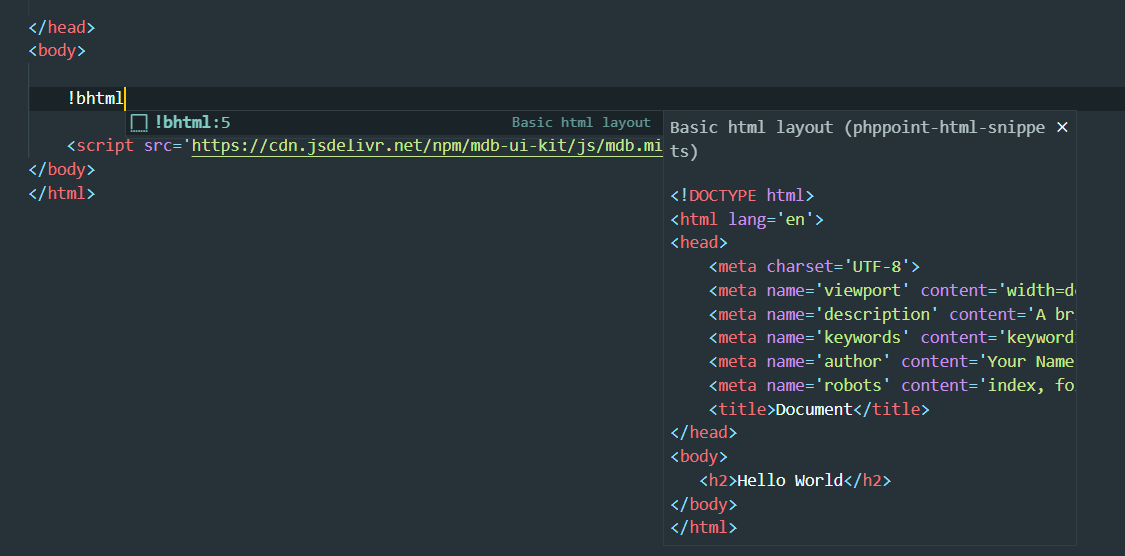 </head>
<body>
!bhtml
!bhtml:5 Basic html layout
<script src='https://cdn.jsdelivr.net/npm/mdb-ui-kit/js/mdb.mi
</body>
</html>
Basic html layout (phppoint-html-snippe
ts)
<!DOCTYPE html>
<html lang='en'>
<head>
<meta charset='UTF-8'>
<meta name='viewport' content='width=de
<meta name='description' content='A bri
<meta name='keywords' content='keyword
<meta name='author' content='Your Name
<meta name='robots' content='index, fo
<title>Document</title>
</head>
<body>
<h2>Hello World</h2>
</body>
</html>